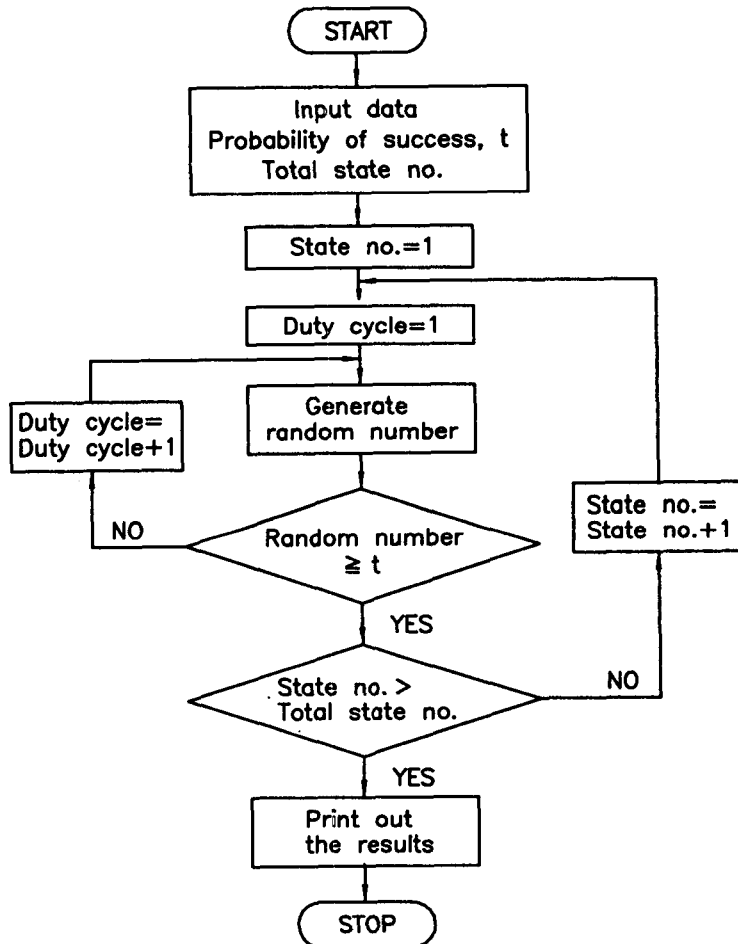 START
Input data
Probability of success, t
Total state no.
State no.=1
Duty cycle=1
Generate
random number
Duty cycle=
Duty cycle+1
NO
Random number
≧ t
State no.=
State no.+1
YES
State no. >
Total state no.
NO
YES
Print out
the results
STOP